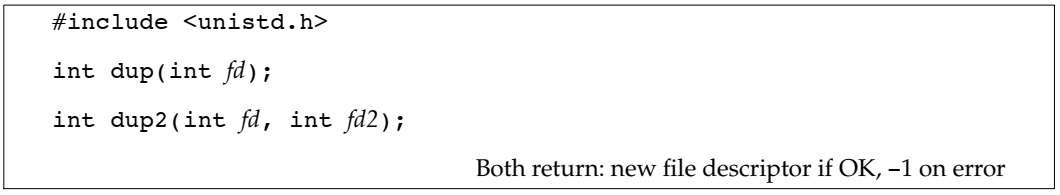 #include <unistd.h>
int dup(int fd);
int dup2(int fd, int fd2);
Both return: new file descriptor if OK, −1 on error